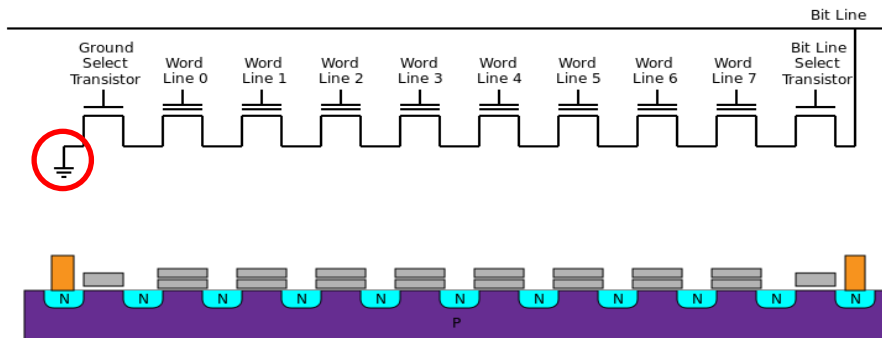 Bit Line
Ground
Select
Transistor
Word
Line 0
Word
Line 1
Word
Line 2
Word
Line 3
Word
Line 4
Word
Line 5
Word
Line 6
Word
Line 7
Bit Line
Select
Transistor
N
N
N
N
N
N
N
N
N
N
N
P